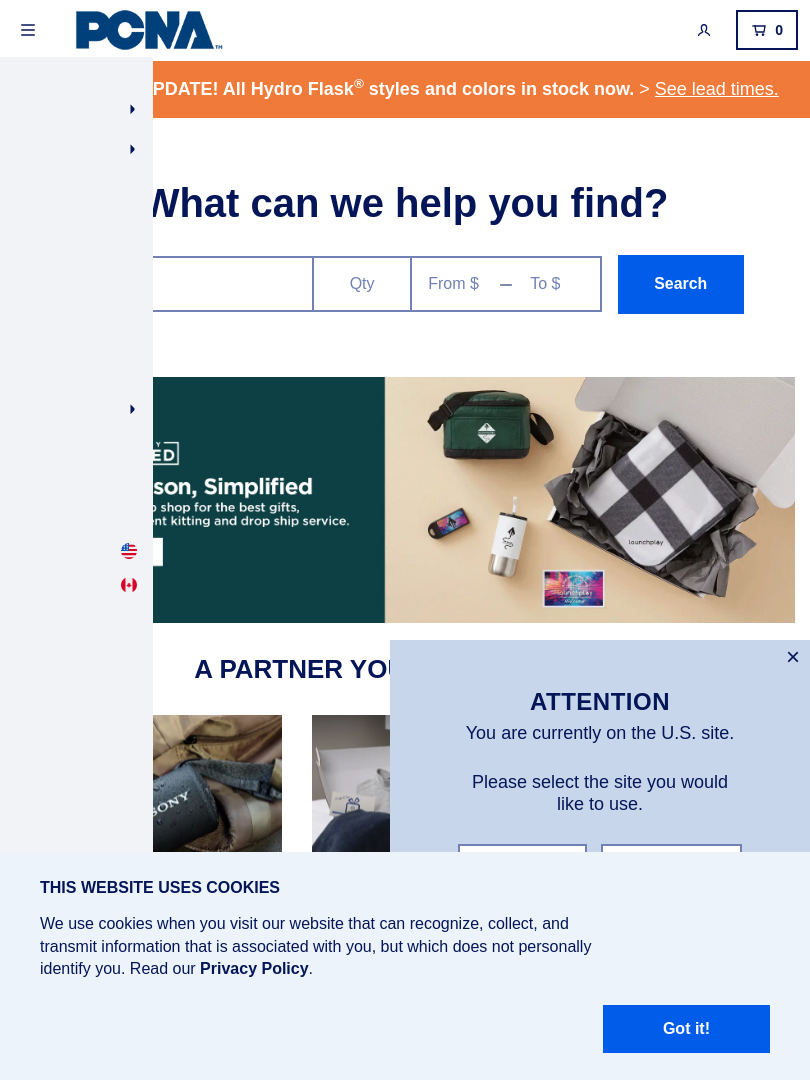 PCNA™
0
PDATE! All Hydro Flask® styles and colors in stock now. > See lead times.
What can we help you find?
Qty
From $
To $
Search
son, Simplified
shop for the best gifts,
ent kitting and drop ship service.
launchplay
A PARTNER YOU
SONY
×
ATTENTION
You are currently on the U.S. site.
Please select the site you would
like to use.
THIS WEBSITE USES COOKIES
We use cookies when you visit our website that can recognize, collect, and
transmit information that is associated with you, but which does not personally
identify you. Read our Privacy Policy.
Got it!